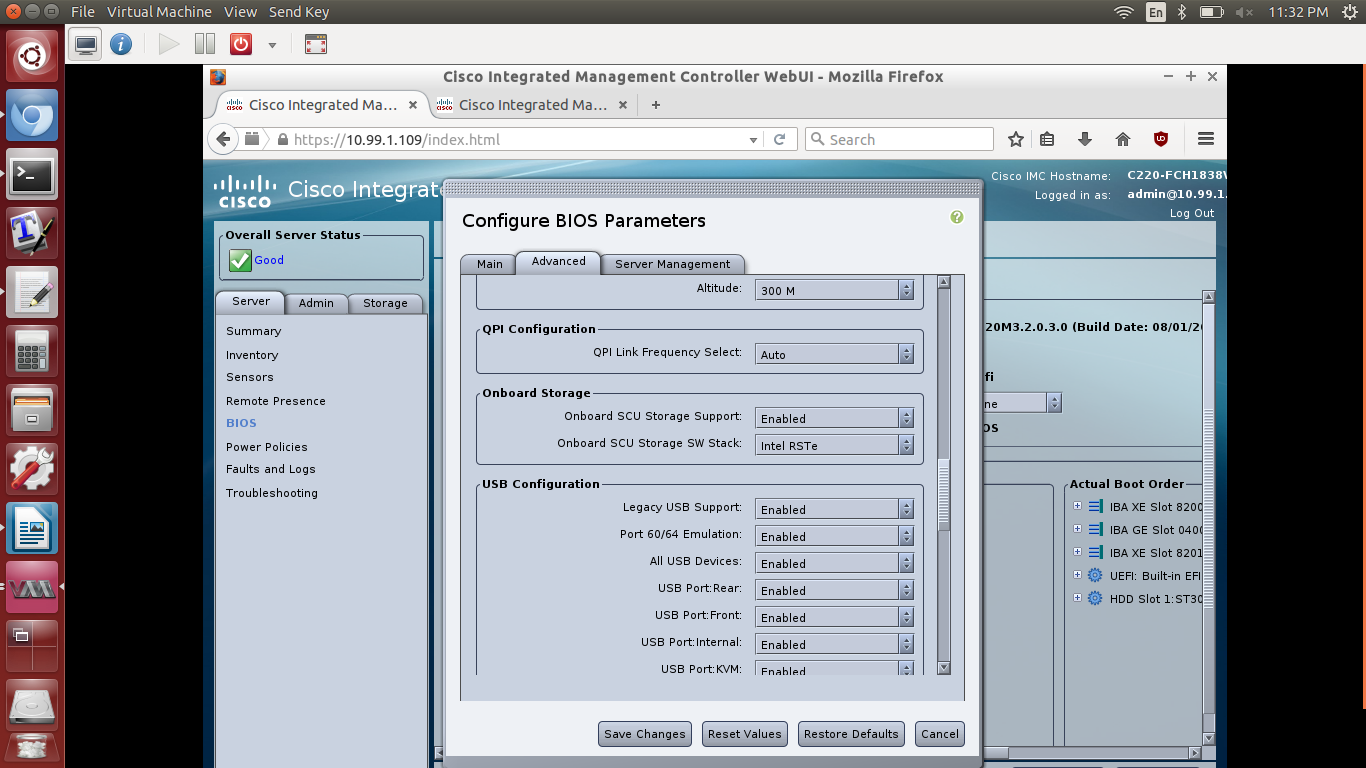 File Virtual Machine View Send Key
En
11:32 PM
Cisco Integrated Management Controller WebUI - Mozilla Firefox
Cisco Integrated Ma...
Cisco Integrated Ma...
https://10.99.1.109/index.html
Search
CISCO
Cisco Integrate
Cisco IMC Hostname: C220-FCH1838V
Logged in as: admin@10.99.1.
Log Out
Overall Server Status
Good
Server Admin Storage
Summary
Inventory
Sensors
Remote Presence
BIOS
Power Policies
Faults and Logs
Troubleshooting
Configure BIOS Parameters
Main Advanced Server Management
Altitude: 300 M
QPI Configuration
QPI Link Frequency Select: Auto
Onboard Storage
Onboard SCU Storage Support: Enabled
Onboard SCU Storage SW Stack: Intel RSTe
USB Configuration
Legacy USB Support: Enabled
Port 60/64 Emulation: Enabled
All USB Devices: Enabled
USB Port:Rear: Enabled
USB Port:Front: Enabled
USB Port:Internal: Enabled
USB Port:KVM: Enabled
Save Changes Reset Values Restore Defaults Cancel
20M3.2.0.3.0 (Build Date: 08/01/20
fi
ne
OS
Actual Boot Order
IBA XE Slot 8200
IBA GE Slot 0400
IBA XE Slot 8201
UEFI: Built-in EFI
HDD Slot 1:ST30